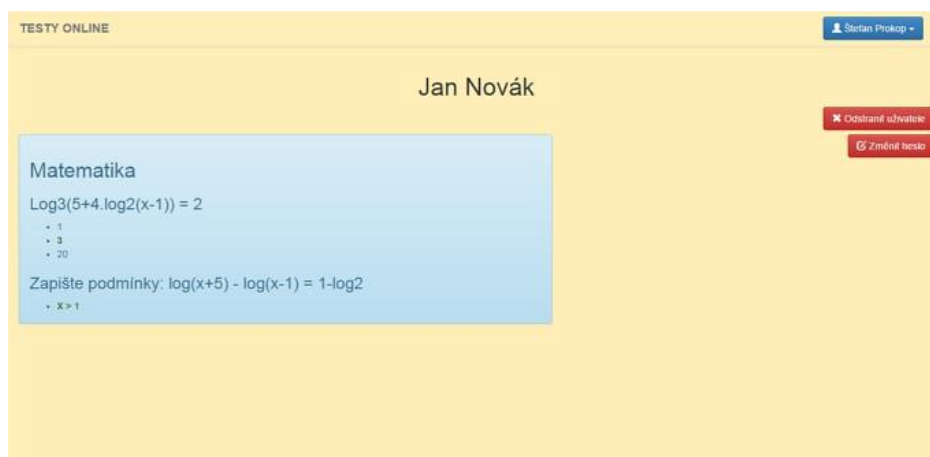 TESTY ONLINE
Štefan Prokop
Jan Novák
Odstranit uživatele
Změnit heslo
Matematika
Log3(5+4.log2(x-1)) = 2
1
3
20
Zapište podmínky: log(x+5) - log(x-1) = 1-log2
X > 1